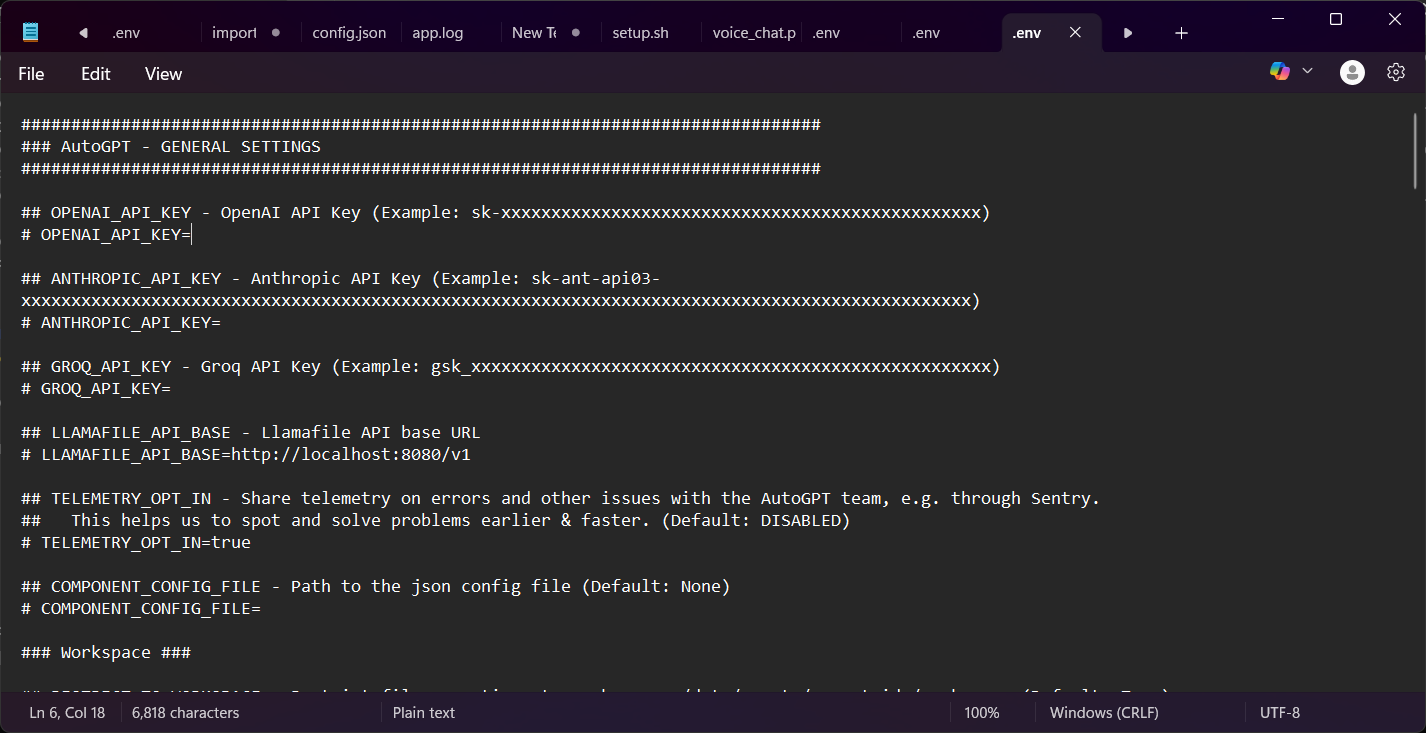 .env
import
config.json
app.log
New Te
setup.sh
voice_chat.p
.env
.env
.env
File Edit View
################################################################################
### AutoGPT - GENERAL SETTINGS
################################################################################
## OPENAI_API_KEY - OpenAI API Key (Example: sk-xxxxxxxxxxxxxxxxxxxxxxxxxxxxxxxxxxxxxxxxxxxxxxxx)
# OPENAI_API_KEY=
## ANTHROPIC_API_KEY - Anthropic API Key (Example: sk-ant-api03-
xxxxxxxxxxxxxxxxxxxxxxxxxxxxxxxxxxxxxxxxxxxxxxxxxxxxxxxxxxxxxxxxxxxxxxxxxxxxxxxxxxxxxxxxxxxxxxx)
# ANTHROPIC_API_KEY=
## GROQ_API_KEY - Groq API Key (Example: gsk_xxxxxxxxxxxxxxxxxxxxxxxxxxxxxxxxxxxxxxxxxxxxxxxxxxxx)
# GROQ_API_KEY=
## LLAMAFILE_API_BASE - Llamafile API base URL
# LLAMAFILE_API_BASE=http://localhost:8080/v1
## TELEMETRY_OPT_IN - Share telemetry on errors and other issues with the AutoGPT team, e.g. through Sentry.
##   This helps us to spot and solve problems earlier & faster. (Default: DISABLED)
# TELEMETRY_OPT_IN=true
## COMPONENT_CONFIG_FILE - Path to the json config file (Default: None)
# COMPONENT_CONFIG_FILE=
### Workspace ###
Ln 6, Col 18
6,818 characters
Plain text
100%
Windows (CRLF)
UTF-8